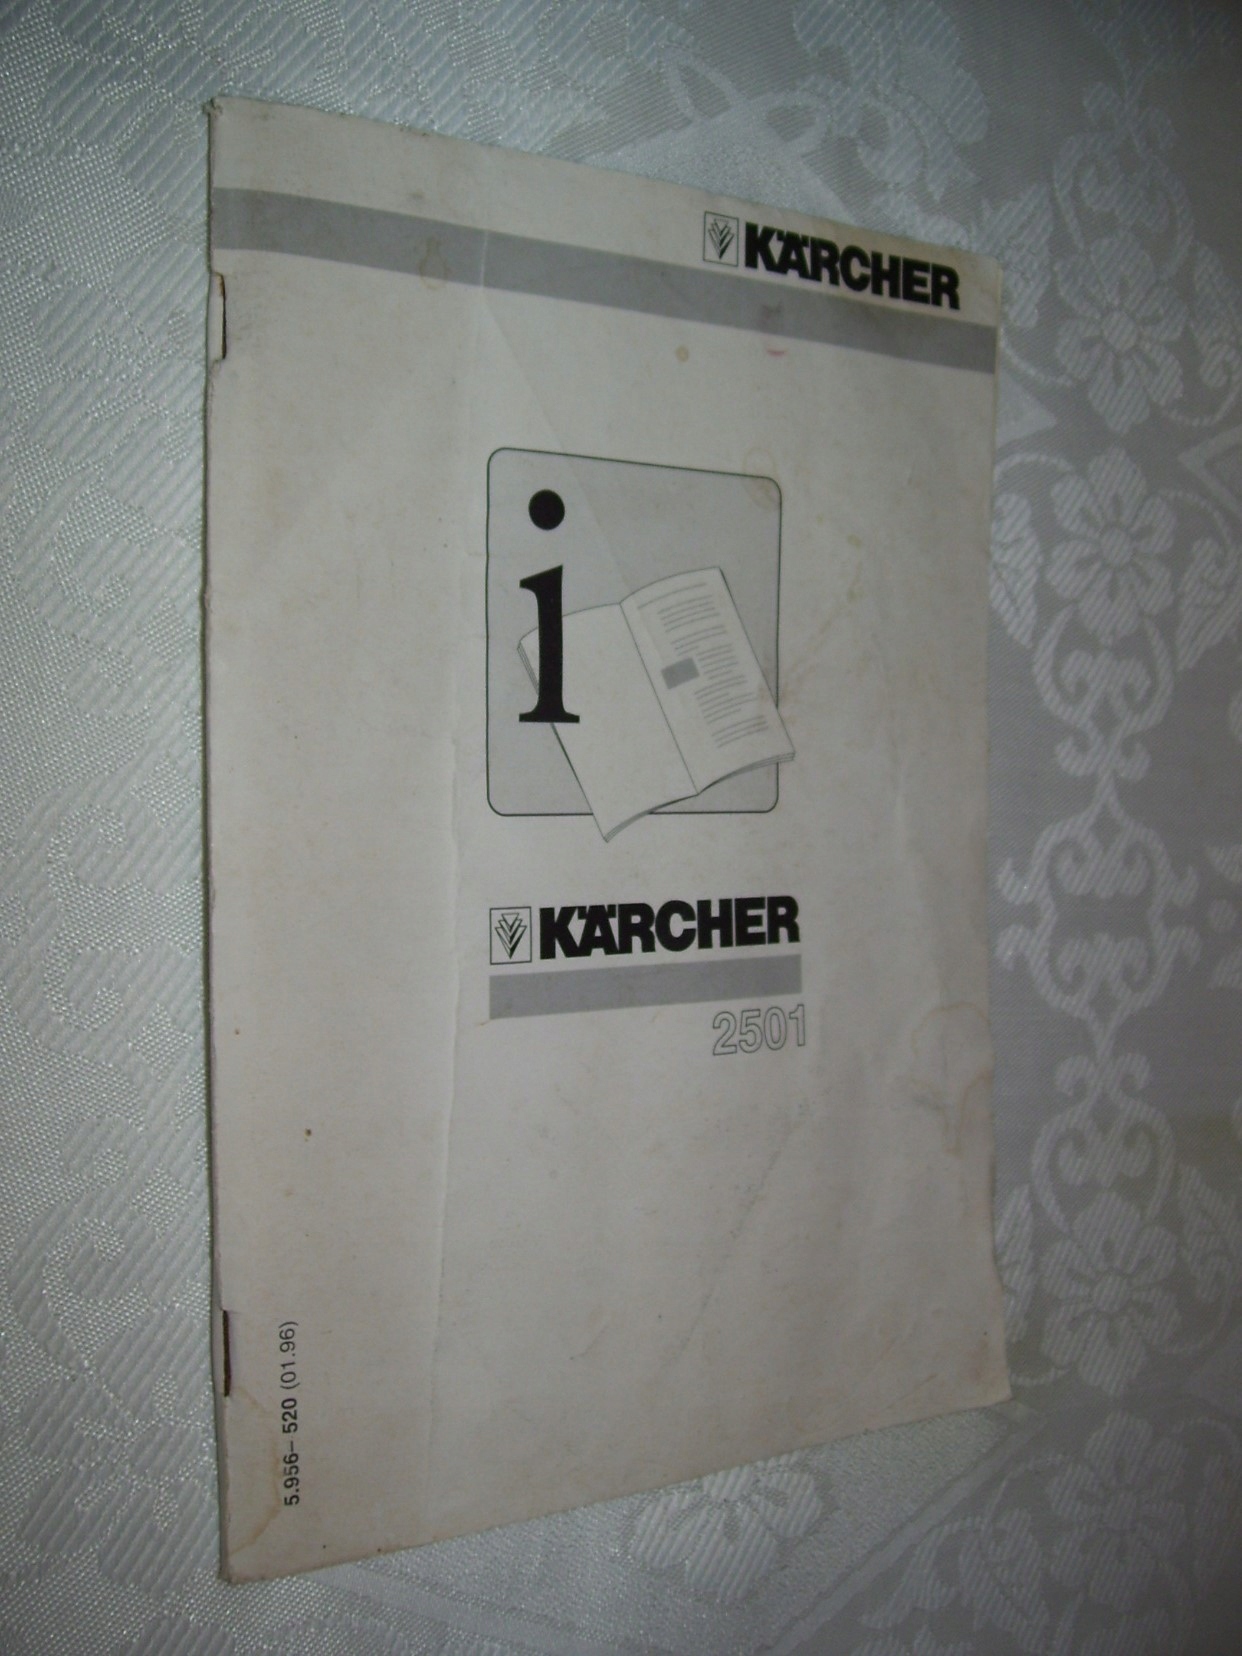 KÄRCHER
i
KÄRCHER
2501
5.956-520 (01.96)